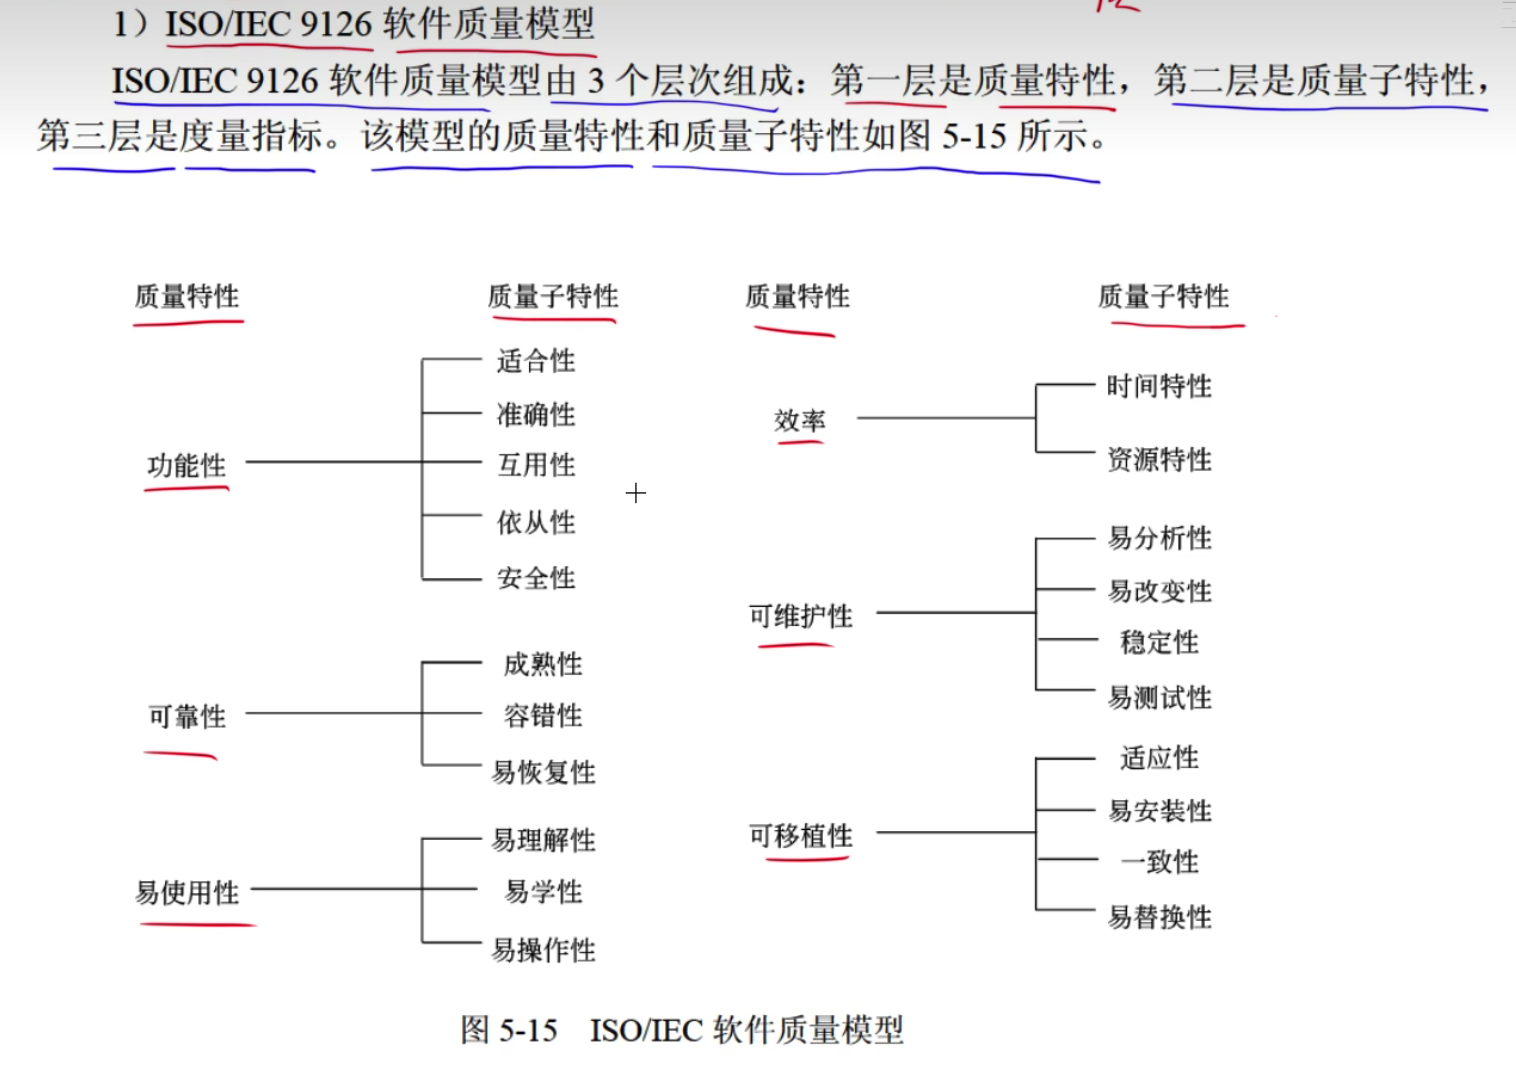 1）ISO/IEC 9126 软件质量模型
ISO/IEC 9126 软件质量模型由 3 个层次组成：第一层是质量特性，第二层是质量子特性，
第三层是度量指标。该模型的质量特性和质量子特性如图 5-15 所示。
质量特性 质量子特性 质量特性 质量子特性
功能性
适合性
准确性
互用性
依从性
安全性
可靠性
成熟性
容错性
易恢复性
易使用性
易理解性
易学性
易操作性
效率
时间特性
资源特性
可维护性
易分析性
易改变性
稳定性
易测试性
可移植性
适应性
易安装性
一致性
易替换性
图 5-15 ISO/IEC 软件质量模型